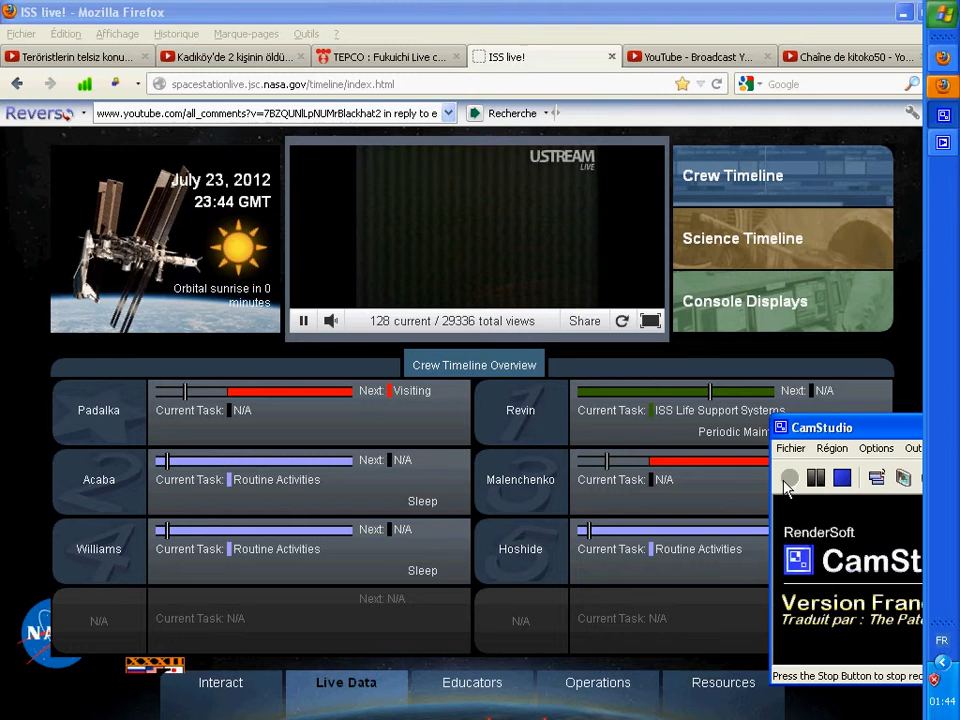 ISS live! - Mozilla Firefox
Fichier Édition Affichage Historique Marque-pages Outils ?
Teröristlerin telsiz konu... Kadıköy'de 2 kişinin öldü... TEPCO : Fukuichi Live c... ISS live! YouTube - Broadcast Y... Chaîne de kitoko50 - Yo...
spacestationlive.jsc.nasa.gov/timeline/index.html Google
Reverso www.youtube.com/all_comments?v=7BZQUNlLpNUMrBlackhat2 in reply to e Recherche
July 23, 2012
23:44 GMT
Orbital sunrise in 0
minutes
USTREAM
LIVE
128 current / 29336 total views Share
Crew Timeline
Science Timeline
Console Displays
Crew Timeline Overview
Padalka
Next: Visiting
Current Task: N/A
Revin
Next: N/A
Current Task: ISS Life Support Systems
Periodic Maint
Acaba
Next: N/A
Current Task: Routine Activities
Sleep
Malenchenko
Current Task: N/A
Williams
Next: N/A
Current Task: Routine Activities
Sleep
Hoshide
Current Task: Routine Activities
N/A
Next: N/A
Current Task: N/A
N/A
Current Task: N/A
CamStudio
Fichier Région Options Out
RenderSoft
CamSt
Version Fran
Traduit par : The Pate
Press the Stop Button to stop rec
NA
XXXII
Interact Live Data Educators Operations Resources
FR
01:44